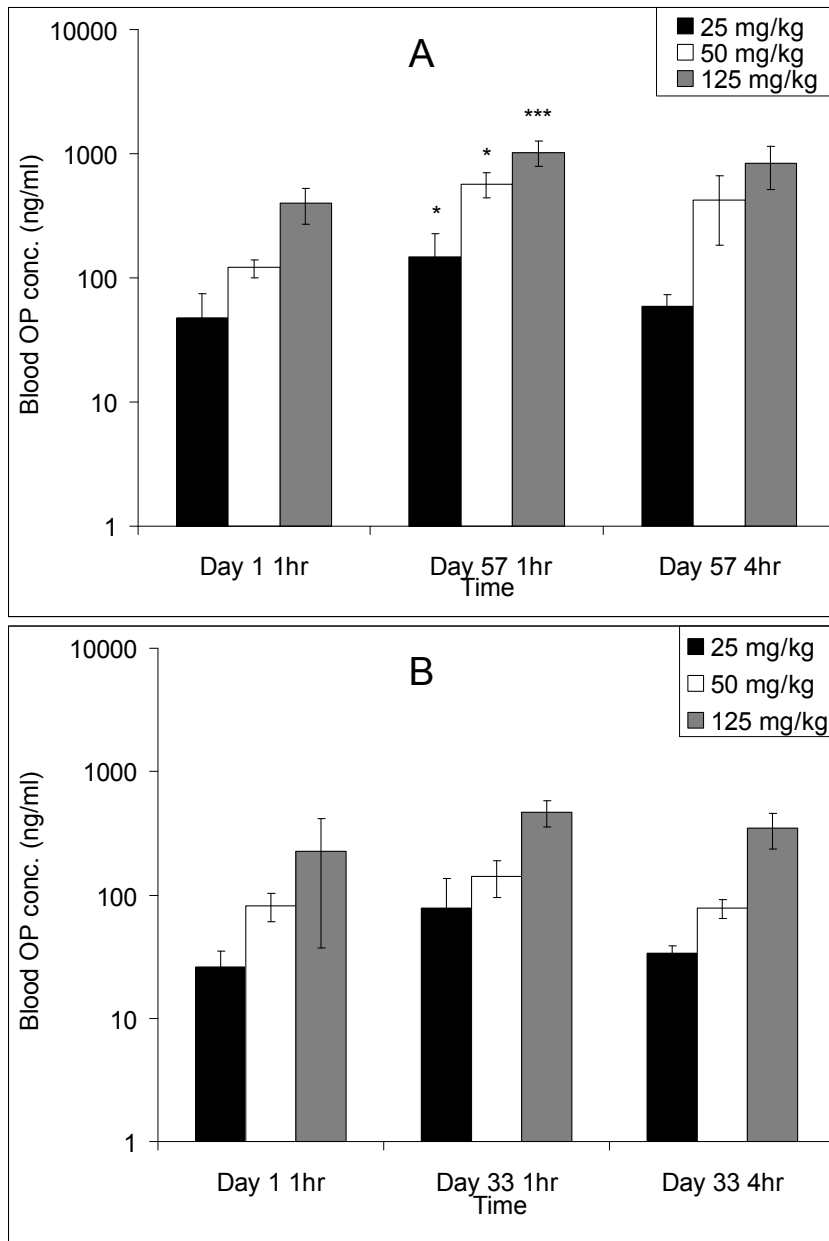 A
25 mg/kg
50 mg/kg
125 mg/kg
Blood OP conc. (ng/ml)
10000
1000
100
10
1
*
*
***
Day 1 1hr
Day 57 1hr
Day 57 4hr
Time
B
25 mg/kg
50 mg/kg
125 mg/kg
Blood OP conc. (ng/ml)
10000
1000
100
10
1
Day 1 1hr
Day 33 1hr
Day 33 4hr
Time